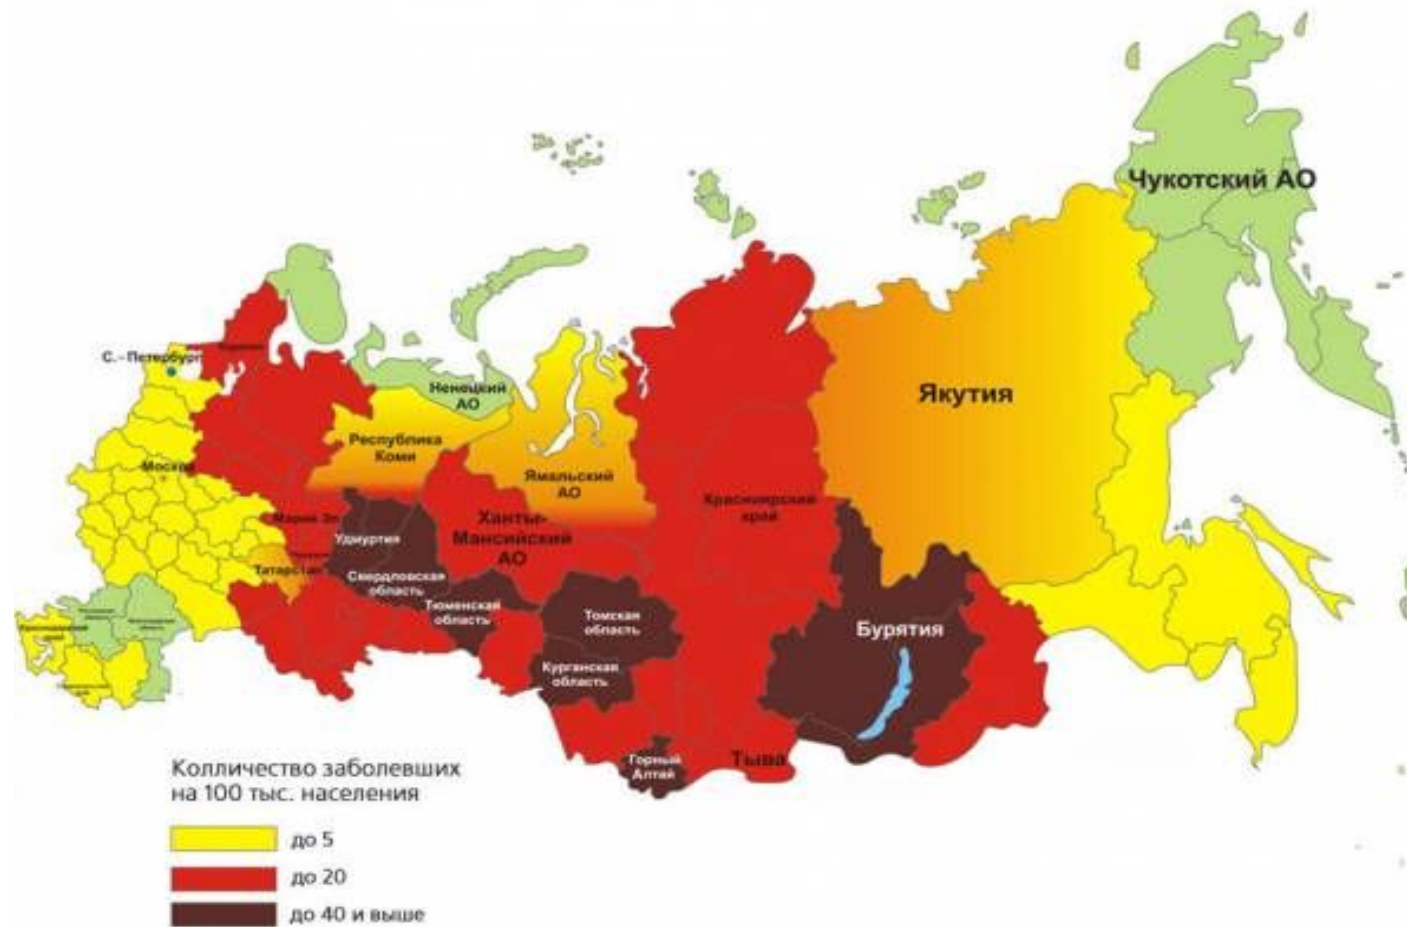 Чукотский АО
С.-Петербург
Ненецкий
АО
Якутия
Республика
Коми
Москва
Ямальский
АО
Красноярский
край
Марий Эл
Ханты-
Мансийский
АО
Удмуртия
Татарстан
Свердловская
область
Тюменская
область
Томская
область
Бурятия
Краснодарский
край
Курганская
область
Горный
Алтай
Тыва
Колличество заболевших
на 100 тыс. населения
до 5
до 20
до 40 и выше